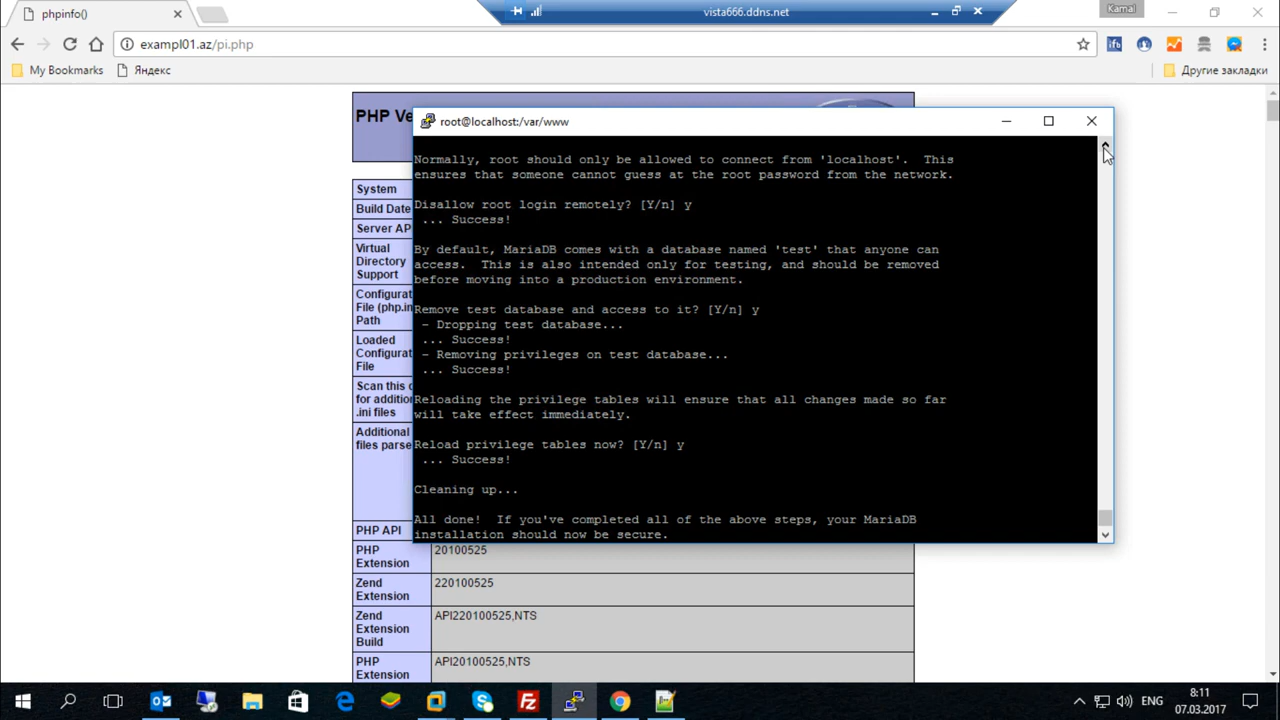 phpinfo()
vista666.ddns.net
Kamal
exampl01.az/pi.php
My Bookmarks
Яндекс
Другие закладки
PHP Ve
root@localhost:/var/www
System
Build Date
Server AP
Virtual
Directory
Support
Configurat
File (php.in
Path
Loaded
Configurat
File
Scan this d
for addition
.ini files
Additional
files parse
Normally, root should only be allowed to connect from 'localhost'.  This
ensures that someone cannot guess at the root password from the network.
Disallow root login remotely? [Y/n] y
... Success!
By default, MariaDB comes with a database named 'test' that anyone can
access.  This is also intended only for testing, and should be removed
before moving into a production environment.
Remove test database and access to it? [Y/n] y
- Dropping test database...
... Success!
- Removing privileges on test database...
... Success!
Reloading the privilege tables will ensure that all changes made so far
will take effect immediately.
Reload privilege tables now? [Y/n] y
... Success!
Cleaning up...
All done!  If you've completed all of the above steps, your MariaDB
installation should now be secure.
PHP API
PHP
Extension
20100525
Zend
Extension
220100525
Zend
Extension
Build
API220100525,NTS
PHP
Extension
API20100525,NTS
ENG
8:11
07.03.2017